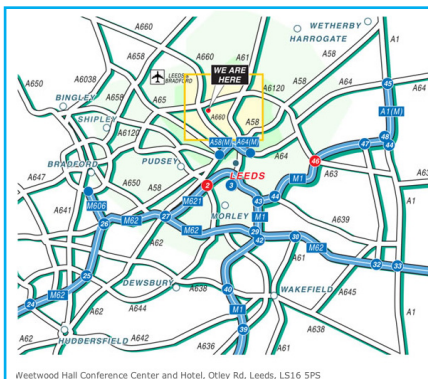 WETHERBY
HARROGATE
A660
A660
A1
A58
A650
A6038
A658
LEEDS
BRADFORD
WE ARE
HERE
A61
A64
BINGLEY
A65
A6120
45
A650
A658
A660
A1(M)
SHIPLEY
A6120
A58
A58(M)
A64(M)
48
47
44
BRADFORD
PUDSEY
A64
46
A647
A650
A58
LEEDS
A63
2
3
M1
44
M606
M621
43
A641
MORLEY
M1
A639
27
26
M62
M62
29
30
A62
42
M62
25
A61
32
33
DEWSBURY
24
M62
A638
40
WAKEFIELD
A645
A644
A62
M1
A638
A1
A62
A642
39
A61
HUDDERSFIELD
A636
Weetwood Hall Conference Center and Hotel, Otley Rd, Leeds, LS16 5PS